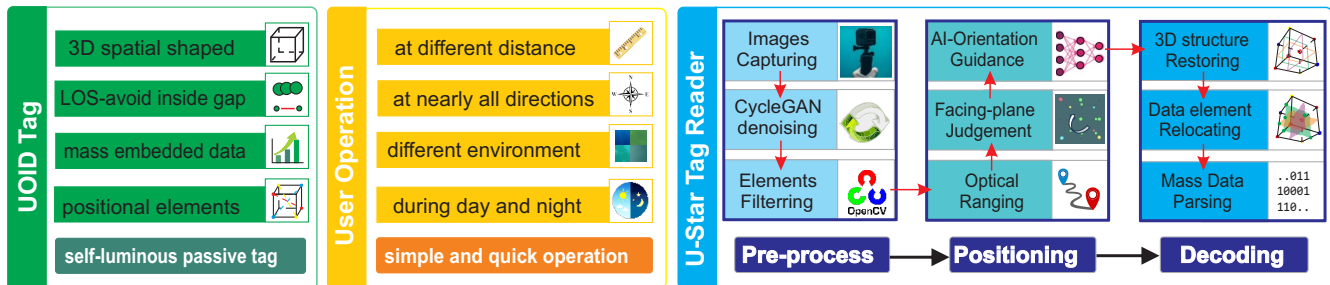 UOID Tag
3D spatial shaped
LOS-avoid inside gap
mass embedded data
positional elements
self-luminous passive tag
User Operation
at different distance
at nearly all directions
N
W
E
S
different environment
during day and night
simple and quick operation
U-Star Tag Reader
Images
Capturing
CycleGAN
denoising
Elements
Filterring
OpenCV
Pre-process
AI-Orientation
Guidance
Facing-plane
Judgement
Optical
Ranging
Positioning
3D structure
Restoring
Data element
Relocating
Mass Data
Parsing
..011
10001
110..
Decoding